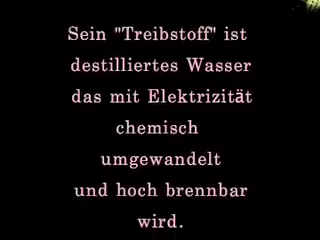 Sein "Treibstoff" ist
destilliertes Wasser
das mit Elektrizität
chemisch
umgewandelt
und hoch brennbar
wird.